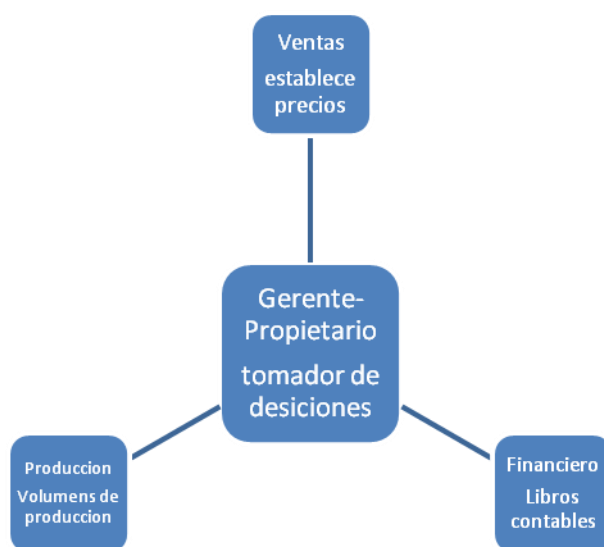 Ventas
establece
precios
Gerente-
Propietario
tomador de
desiciones
Produccion
Volumens de
produccion
Financiero
Libros
contables